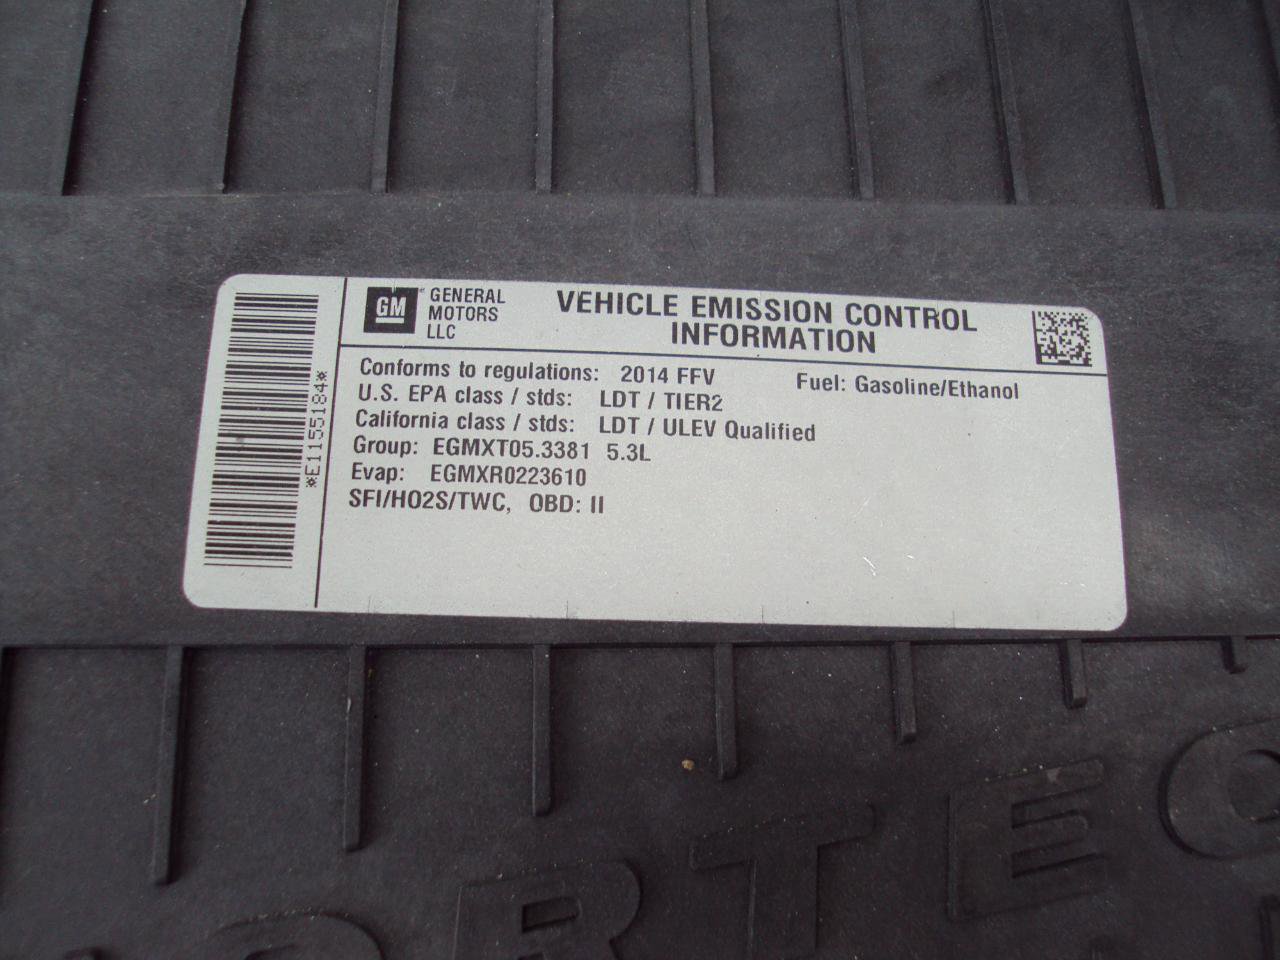 GM GENERAL MOTORS LLC
VEHICLE EMISSION CONTROL
INFORMATION
Conforms to regulations: 2014 FFV Fuel: Gasoline/Ethanol
U.S. EPA class / stds: LDT / TIER2
California class / stds: LDT / ULEV Qualified
Group: EGMXT05.3381 5.3L
Evap: EGMXR0223610
SFI/HO2S/TWC, OBD: II
*E1155184*
ORTEC